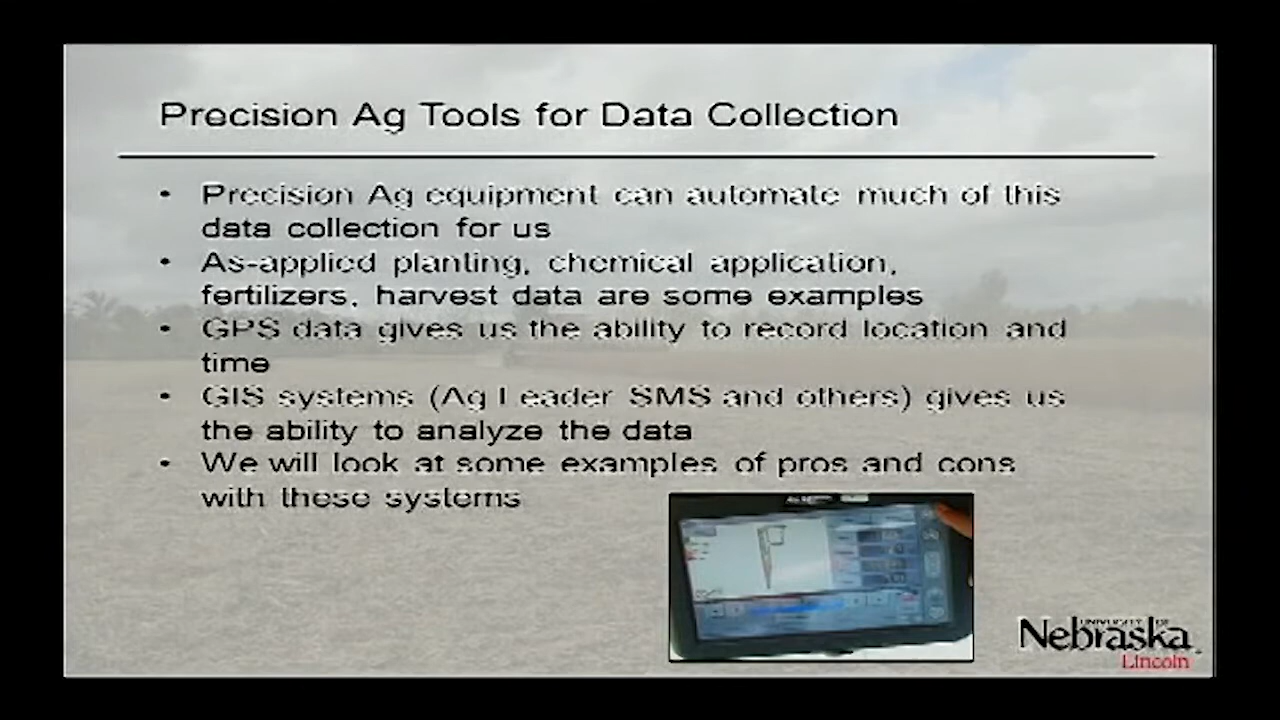 Precision Ag Tools for Data Collection
• Precision Ag equipment can automate much of this
data collection for us
• As-applied planting, chemical application,
fertilizers, harvest data are some examples
• GPS data gives us the ability to record location and
time
• GIS systems (Ag Leader SMS and others) gives us
the ability to analyze the data
• We will look at some examples of pros and cons
with these systems
UNIVERSITY OF
Nebraska
Lincoln